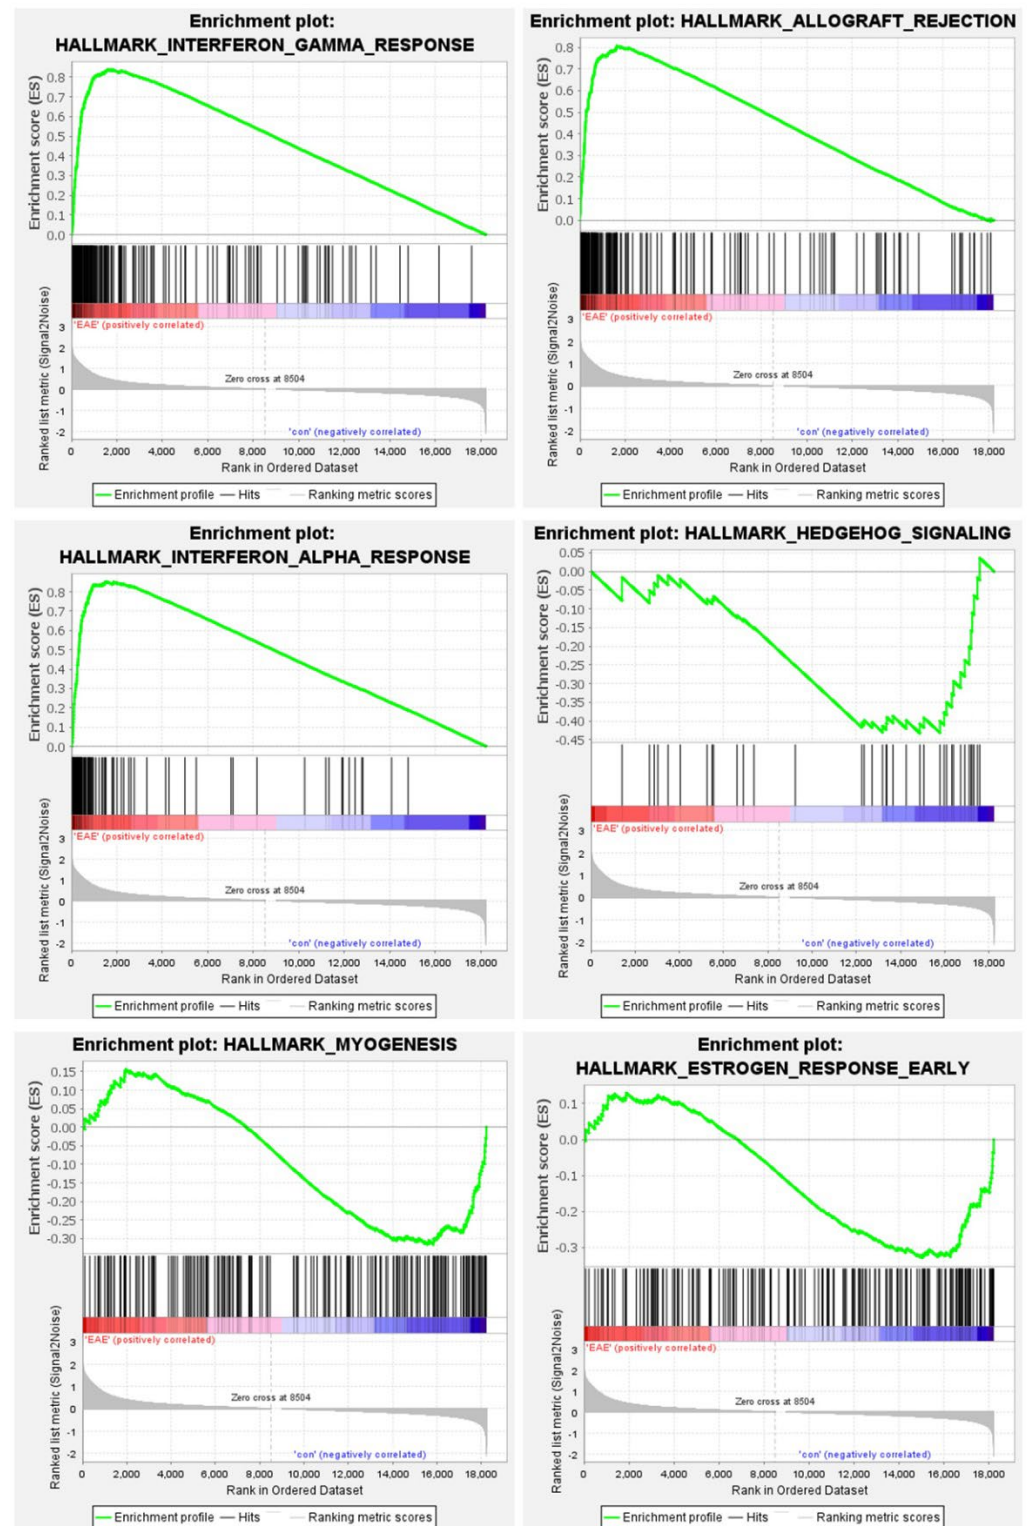 Enrichment plot:
HALLMARK_INTERFERON_GAMMA_RESPONSE
Enrichment score (ES)
0.8
0.7
0.6
0.5
0.4
0.3
0.2
0.1
0.0
'EAE' (positively correlated)
Ranked list metric (Signal2Noise)
3
2
1
0
-1
-2
Zero cross at 8504
'con' (negatively correlated)
0 2,000 4,000 6,000 8,000 10,000 12,000 14,000 16,000 18,000
Rank in Ordered Dataset
Enrichment profile Hits Ranking metric scores
Enrichment plot: HALLMARK_ALLOGRAFT_REJECTION
Enrichment score (ES)
0.8
0.7
0.6
0.5
0.4
0.3
0.2
0.1
0.0
'EAE' (positively correlated)
Ranked list metric (Signal2Noise)
3
2
1
0
-1
-2
Zero cross at 8504
'con' (negatively correlated)
0 2,000 4,000 6,000 8,000 10,000 12,000 14,000 16,000 18,000
Rank in Ordered Dataset
Enrichment profile Hits Ranking metric scores
Enrichment plot:
HALLMARK_INTERFERON_ALPHA_RESPONSE
Enrichment score (ES)
0.8
0.7
0.6
0.5
0.4
0.3
0.2
0.1
0.0
'EAE' (positively correlated)
Ranked list metric (Signal2Noise)
3
2
1
0
-1
-2
Zero cross at 8504
'con' (negatively correlated)
0 2,000 4,000 6,000 8,000 10,000 12,000 14,000 16,000 18,000
Rank in Ordered Dataset
Enrichment profile Hits Ranking metric scores
Enrichment plot: HALLMARK_HEDGEHOG_SIGNALING
Enrichment score (ES)
0.05
0.00
-0.05
-0.10
-0.15
-0.20
-0.25
-0.30
-0.35
-0.40
-0.45
'EAE' (positively correlated)
Ranked list metric (Signal2Noise)
3
2
1
0
-1
-2
Zero cross at 8504
'con' (negatively correlated)
0 2,000 4,000 6,000 8,000 10,000 12,000 14,000 16,000 18,000
Rank in Ordered Dataset
Enrichment profile Hits Ranking metric scores
Enrichment plot: HALLMARK_MYOGENESIS
Enrichment score (ES)
0.15
0.10
0.05
0.00
-0.05
-0.10
-0.15
-0.20
-0.25
-0.30
'EAE' (positively correlated)
Ranked list metric (Signal2Noise)
3
2
1
0
-1
-2
Zero cross at 8504
'con' (negatively correlated)
0 2,000 4,000 6,000 8,000 10,000 12,000 14,000 16,000 18,000
Rank in Ordered Dataset
Enrichment profile Hits Ranking metric scores
Enrichment plot:
HALLMARK_ESTROGEN_RESPONSE_EARLY
Enrichment score (ES)
0.1
0.0
-0.1
-0.2
-0.3
'EAE' (positively correlated)
Ranked list metric (Signal2Noise)
3
2
1
0
-1
-2
Zero cross at 8504
'con' (negatively correlated)
0 2,000 4,000 6,000 8,000 10,000 12,000 14,000 16,000 18,000
Rank in Ordered Dataset
Enrichment profile Hits Ranking metric scores